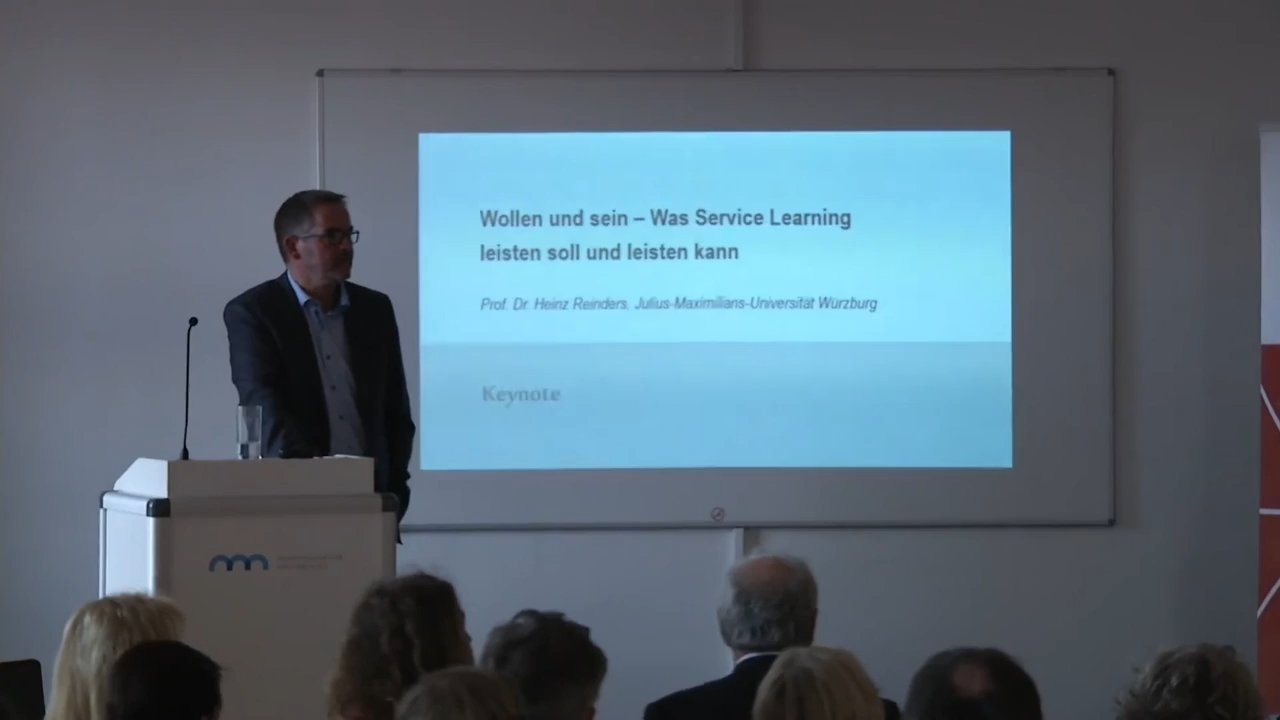 Wollen und sein – Was Service Learning
leisten soll und leisten kann
Prof. Dr. Heinz Reinders, Julius-Maximilians-Universität Würzburg
Keynote